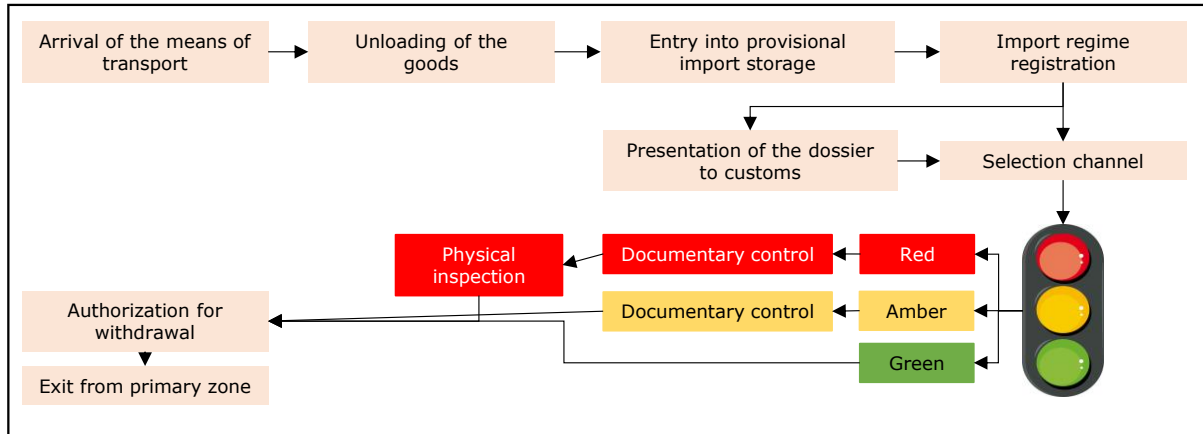 Arrival of the means of
transport
Unloading of the
goods
Entry into provisional
import storage
Import regime
registration
Presentation of the dossier
to customs
Selection channel
Physical
inspection
Documentary control
Red
Authorization for
withdrawal
Documentary control
Amber
Green
Exit from primary zone